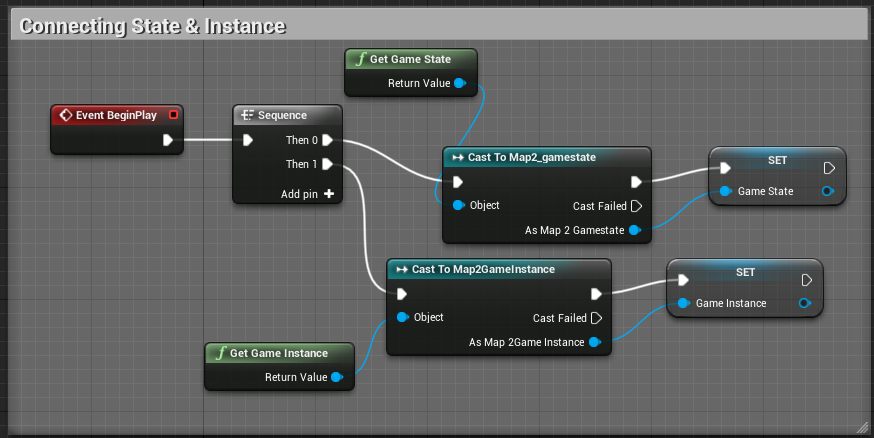 Connecting State & Instance
f Get Game State
Return Value
Event BeginPlay
Sequence
Then 0
Then 1
Add pin
Cast To Map2_gamestate
Object
Cast Failed
As Map 2 Gamestate
SET
Game State
Cast To Map2GameInstance
Object
Cast Failed
As Map 2Game Instance
SET
Game Instance
f Get Game Instance
Return Value